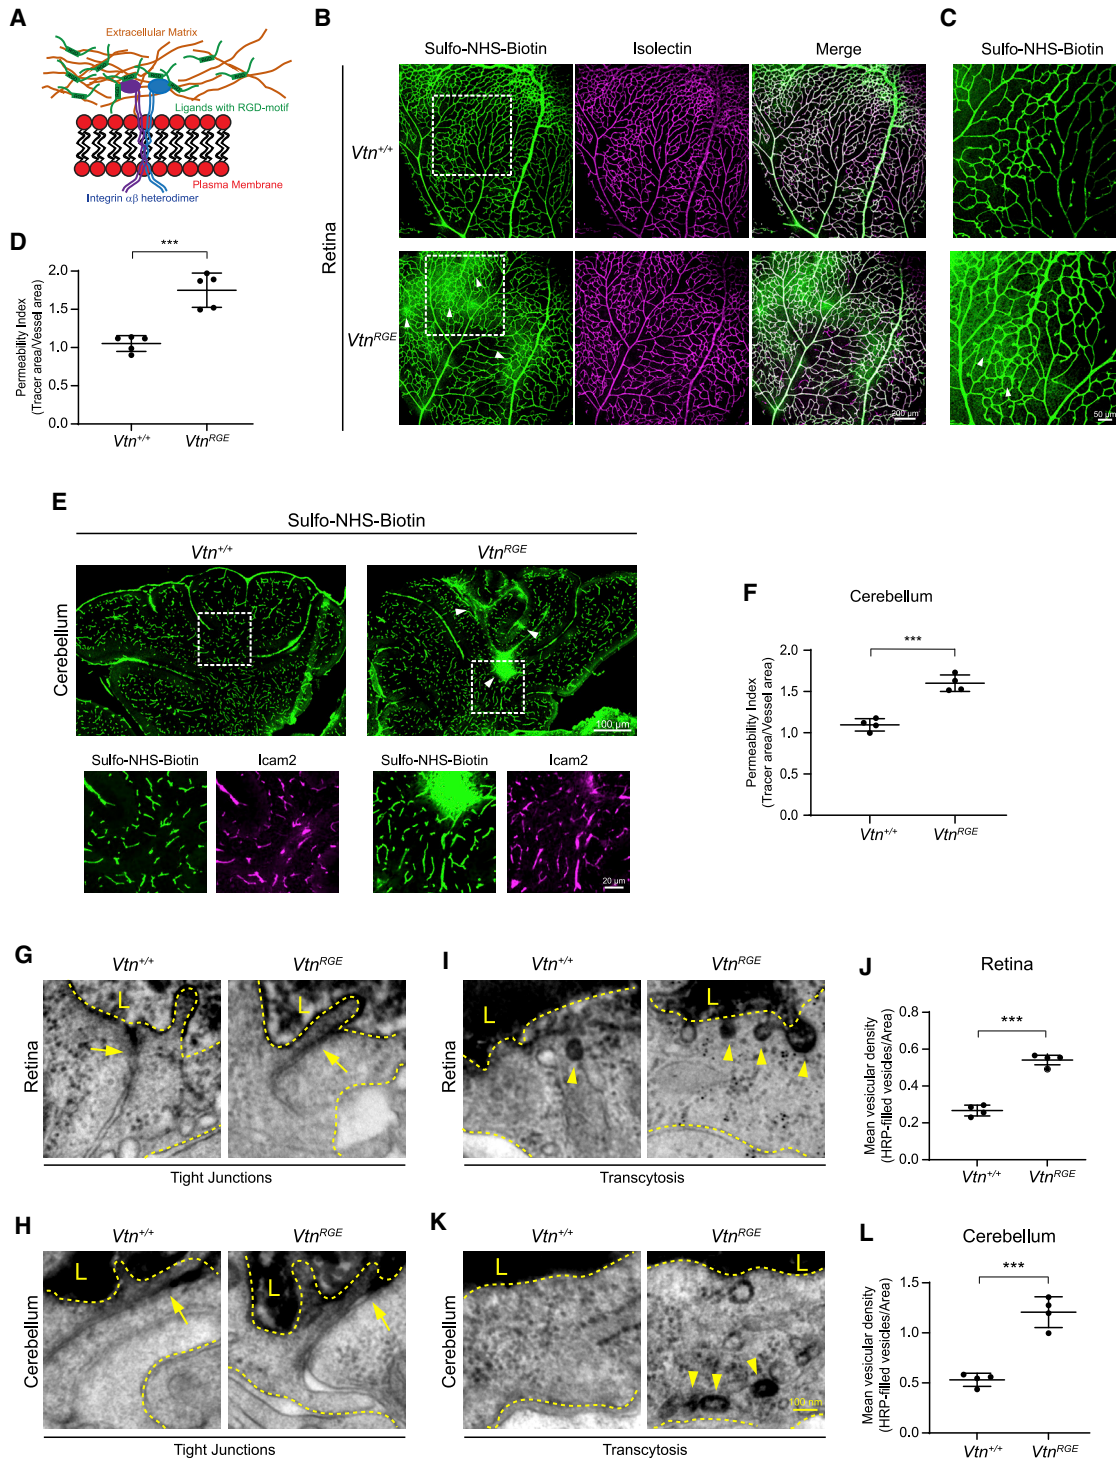 A
Extracellular Matrix
Ligands with RGD-motif
Plasma Membrane
Integrin αβ heterodimer
B
Sulfo-NHS-Biotin
Isolectin
Merge
Retina
Vtn+/+
VtnRGE
200 µm
C
Sulfo-NHS-Biotin
50 µm
D
***
Permeability Index
(Tracer area/Vessel area)
2.0
1.5
1.0
0.5
0.0
Vtn+/+
VtnRGE
E
Sulfo-NHS-Biotin
Vtn+/+
VtnRGE
Cerebellum
100 µm
Sulfo-NHS-Biotin
Icam2
Sulfo-NHS-Biotin
Icam2
20 µm
F
Cerebellum
***
Permeability Index
(Tracer area/Vessel area)
2.0
1.5
1.0
0.5
0.0
Vtn+/+
VtnRGE
G
Vtn+/+
VtnRGE
Retina
L
L
Tight Junctions
H
Vtn+/+
VtnRGE
Cerebellum
L
L
Tight Junctions
I
Vtn+/+
VtnRGE
L
L
Transcytosis
J
Retina
***
Mean vesicular density
(HRP-filled vesicles/Area)
0.8
0.6
0.4
0.2
0.0
Vtn+/+
VtnRGE
K
Vtn+/+
VtnRGE
L
L
100 nm
Transcytosis
L
Cerebellum
***
Mean vesicular density
(HRP-filled vesicles/Area)
1.5
1.0
0.5
0.0
Vtn+/+
VtnRGE